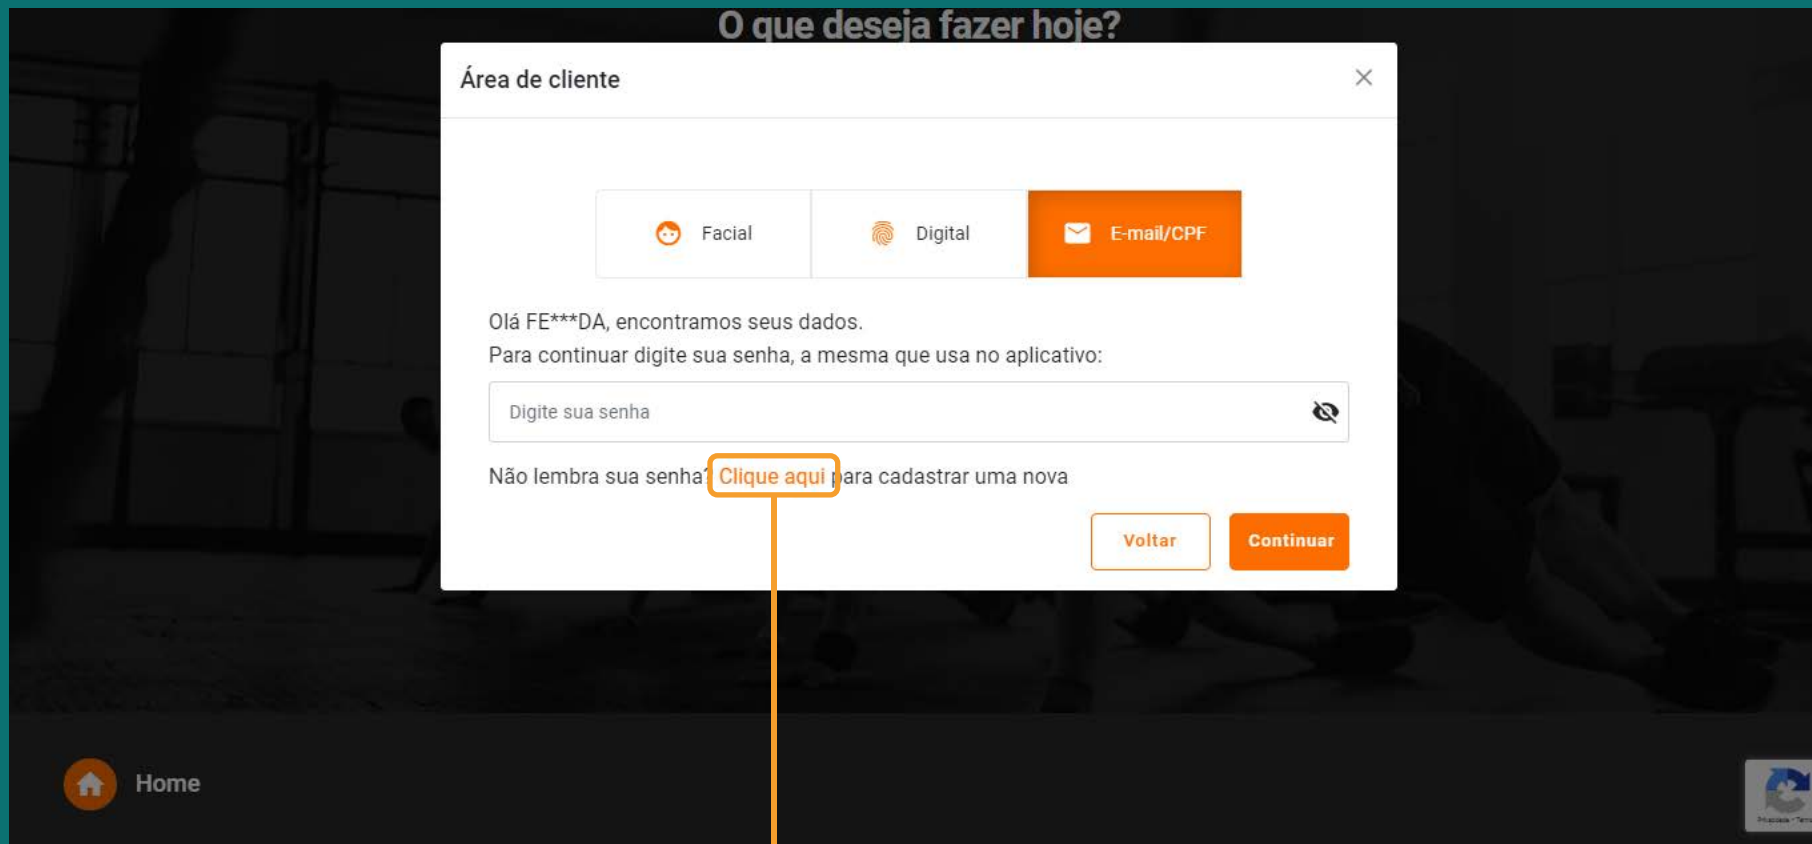 O que deseja fazer hoje?
Área de cliente
Facial
Digital
E-mail/CPF
Olá FE***DA, encontramos seus dados.
Para continuar digite sua senha, a mesma que usa no aplicativo:
Digite sua senha
Não lembra sua senha? Clique aqui para cadastrar uma nova
Voltar
Continuar
Home